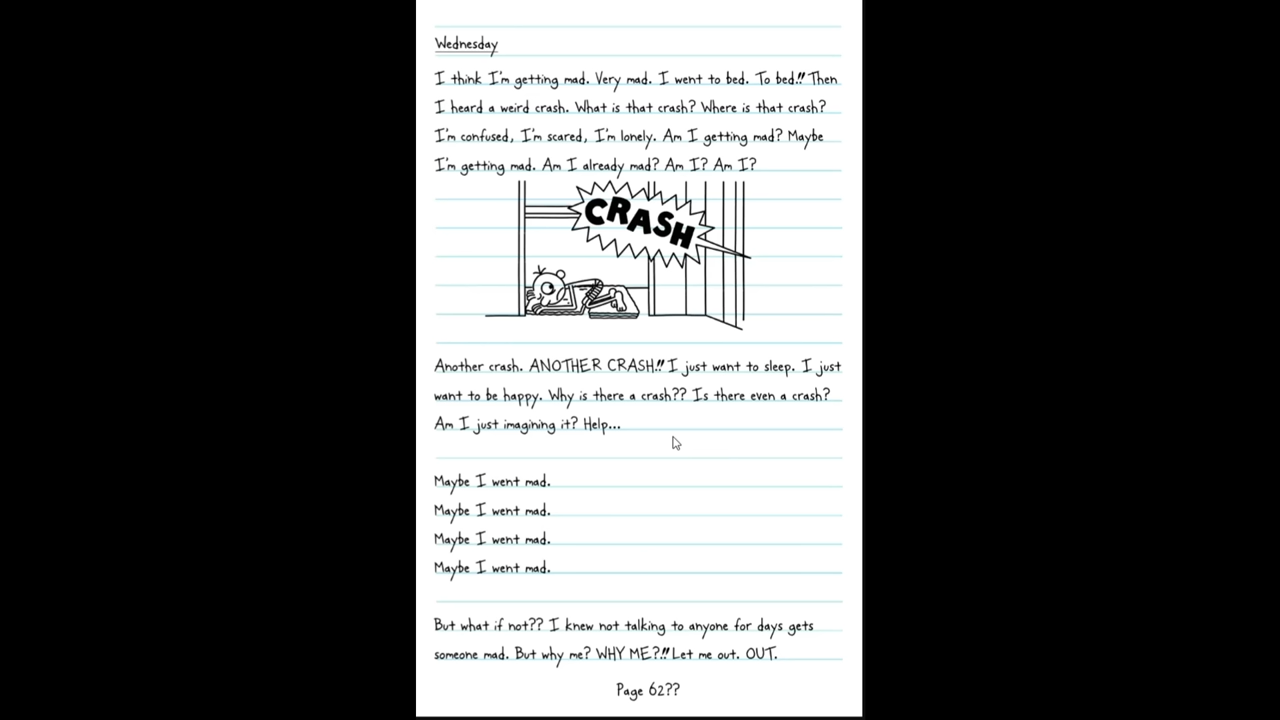 Wednesday
I think I'm getting mad. Very mad. I went to bed. To bed!! Then
I heard a weird crash. What is that crash? Where is that crash?
I'm confused, I'm scared, I'm lonely. Am I getting mad? Maybe
I'm getting mad. Am I already mad? Am I? Am I?
CRASH
Another crash. ANOTHER CRASH!! I just want to sleep. I just
want to be happy. Why is there a crash?? Is there even a crash?
Am I just imagining it? Help...
Maybe I went mad.
Maybe I went mad.
Maybe I went mad.
Maybe I went mad.
But what if not?? I knew not talking to anyone for days gets
someone mad. But why me? WHY ME?!! Let me out. OUT.
Page 62??